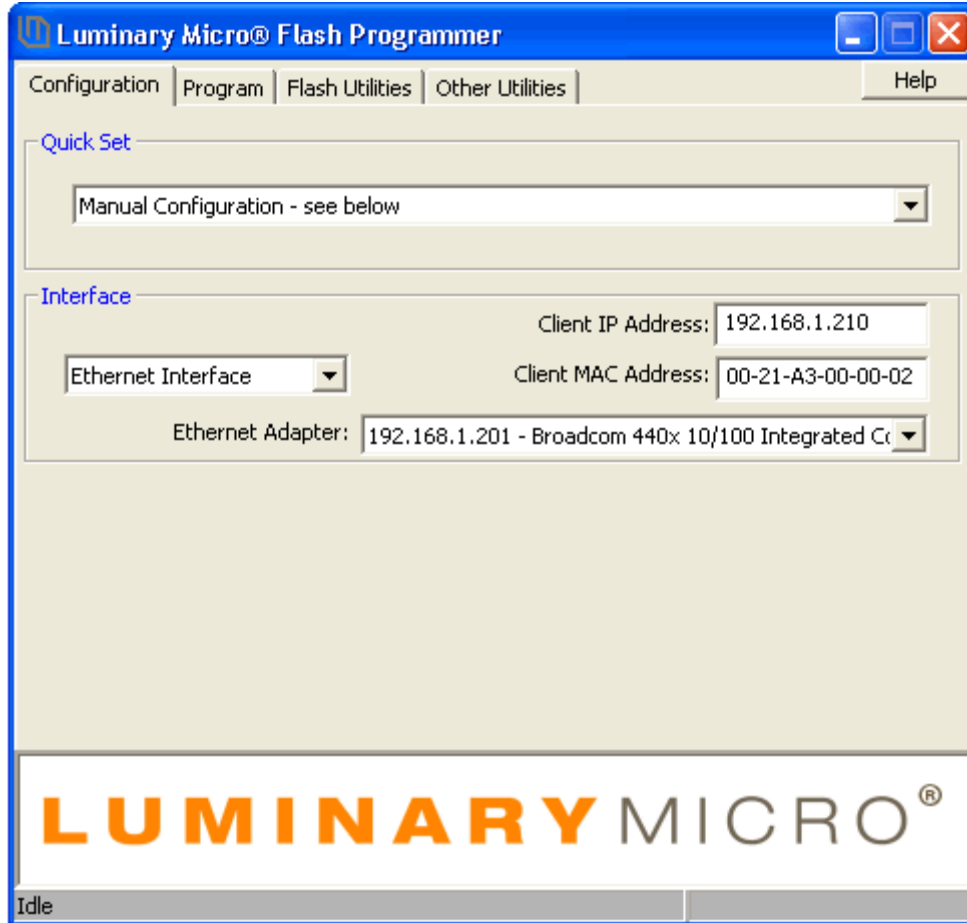 Luminary Micro® Flash Programmer
Configuration Program Flash Utilities Other Utilities Help
Quick Set
Manual Configuration - see below
Interface
Client IP Address: 192.168.1.210
Ethernet Interface
Client MAC Address: 00-21-A3-00-00-02
Ethernet Adapter: 192.168.1.201 - Broadcom 440x 10/100 Integrated
LUMINARYMICRO®
Idle